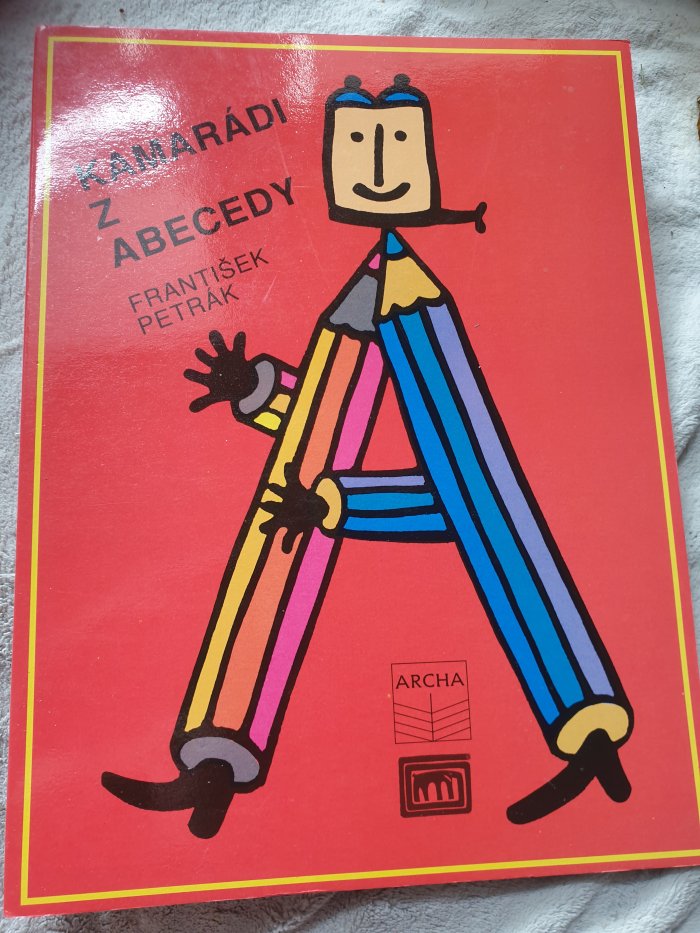 KAMARÁDI
Z
ABECEDY
FRANTIŠEK
PETRÁK
ARCHA